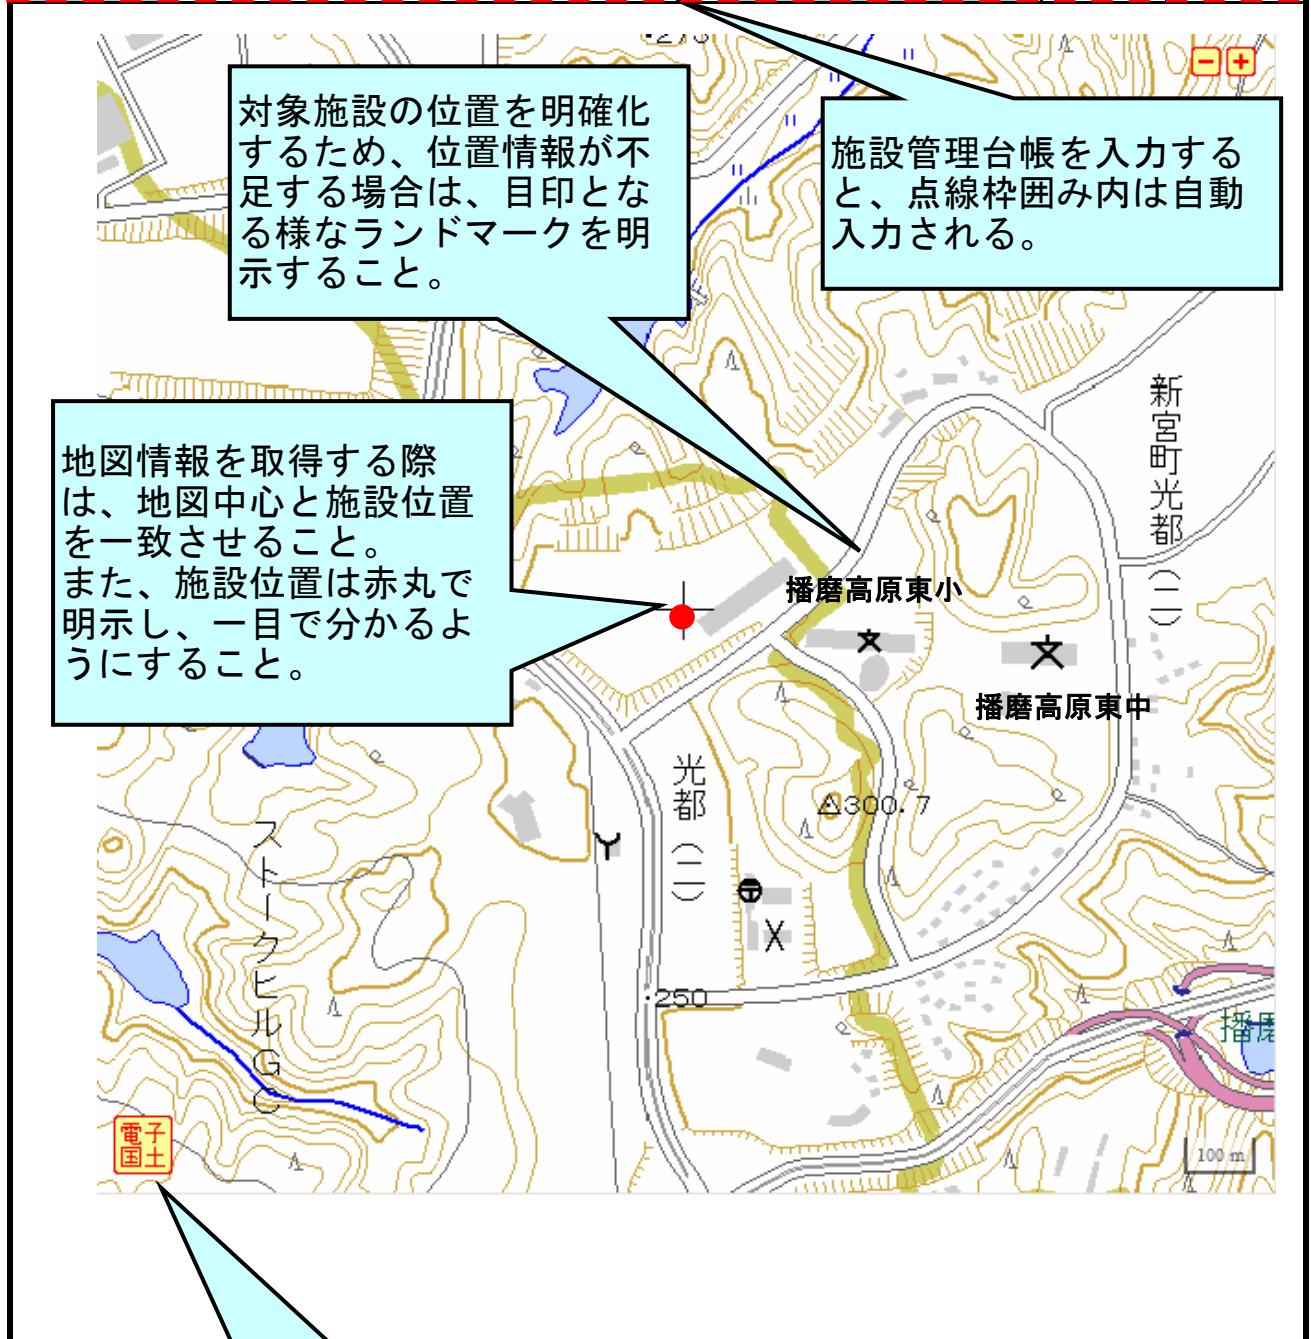 ・273
対象施設の位置を明確化
するため、位置情報が不
足する場合は、目印とな
る様なランドマークを明
示すること。
施設管理台帳を入力する
と、点線枠囲み内は自動
入力される。
地図情報を取得する際
は、地図中心と施設位置
を一致させること。
また、施設位置は赤丸で
明示し、一目で分かるよ
うにすること。
新宮町光都(二)
播磨高原東小
播磨高原東中
光都(二)
300.7
ストークヒルGC
・250
播磨
電子
国土
100 m